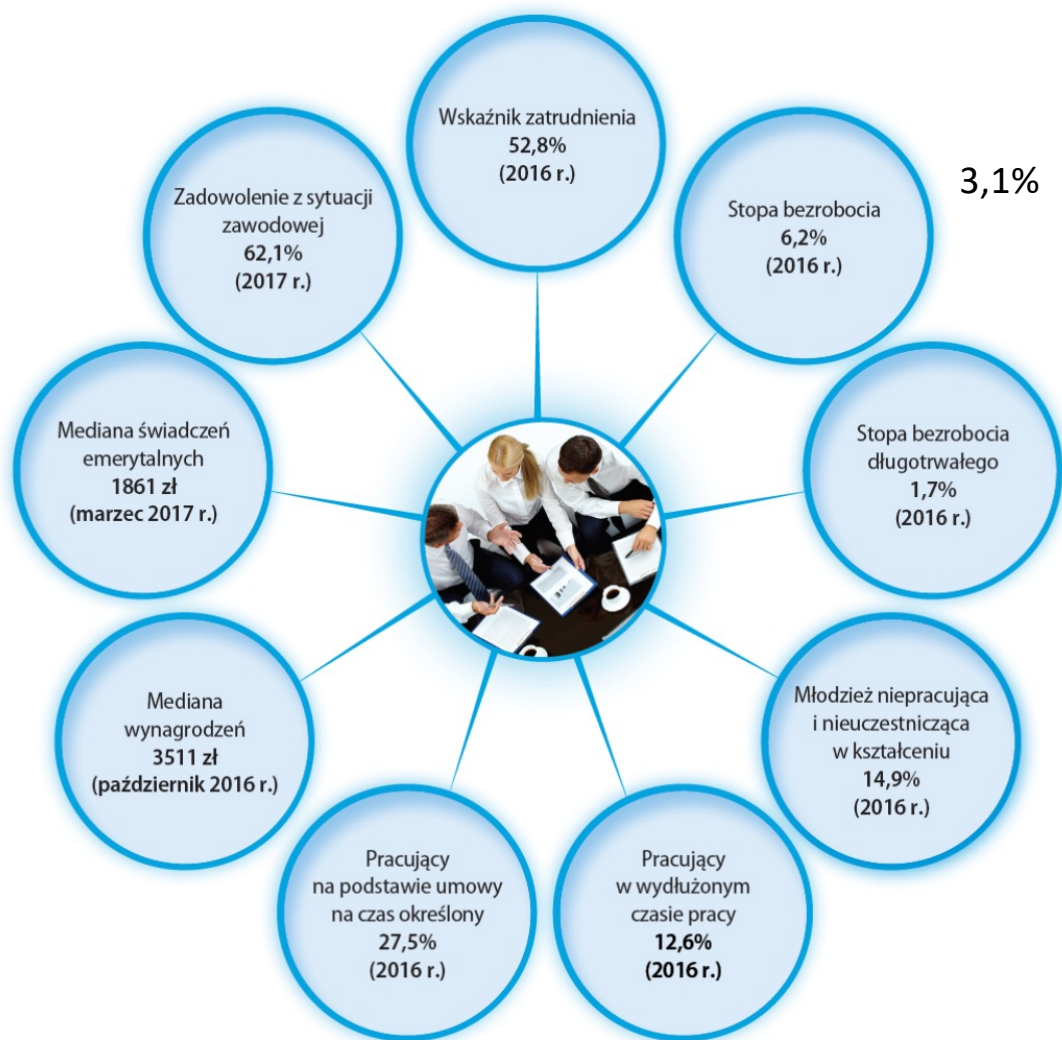 Wskaźnik zatrudnienia
52,8%
(2016 r.)
3,1%
Stopa bezrobocia
6,2%
(2016 r.)
Stopa bezrobocia
długotrwałego
1,7%
(2016 r.)
Młodzież niepracująca
i nieuczestnicząca
w kształceniu
14,9%
(2016 r.)
Pracujący
w wydłużonym
czasie pracy
12,6%
(2016 r.)
Pracujący
na podstawie umowy
na czas określony
27,5%
(2016 r.)
Mediana
wynagrodzeń
3511 zł
(październik 2016 r.)
Mediana świadczeń
emerytalnych
1861 zł
(marzec 2017 r.)
Zadowolenie z sytuacji
zawodowej
62,1%
(2017 r.)